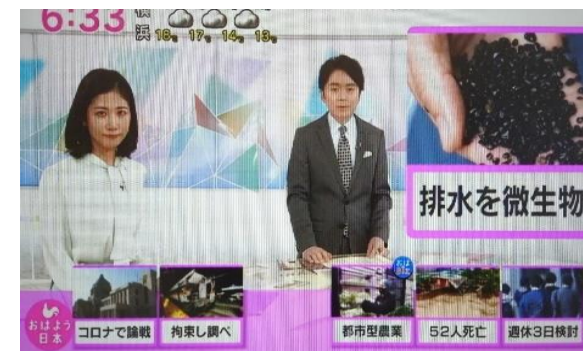 6:33
横浜
18℃ 17℃ 14℃ 13℃
排水を微生物
おはよう
日本
コロナで論戦
拘束し調べ
都市型農業
52人死亡
週休3日検討